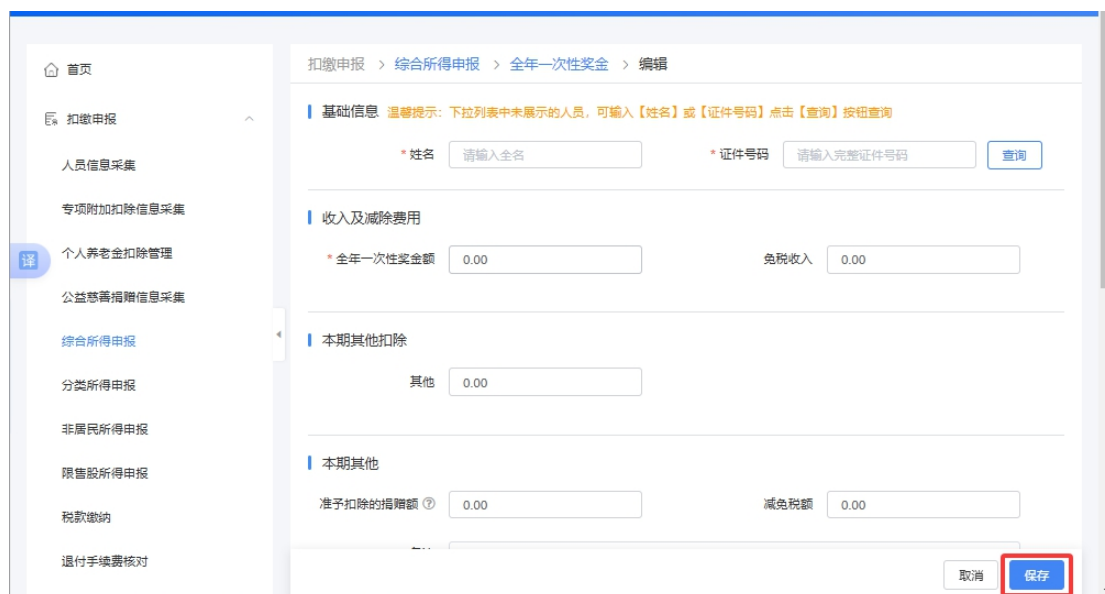 首页
扣缴申报
人员信息采集
专项附加扣除信息采集
个人养老金扣除管理
公益慈善捐赠信息采集
综合所得申报
分类所得申报
非居民所得申报
限售股所得申报
税款缴纳
退付手续费核对
译
扣缴申报 > 综合所得申报 > 全年一次性奖金 > 编辑
基础信息 温馨提示：下拉列表中未展示的人员，可输入【姓名】或【证件号码】点击【查询】按钮查询
* 姓名 请输入全名 * 证件号码 请输入完整证件号码 查询
收入及减除费用
* 全年一次性奖金额 0.00 免税收入 0.00
本期其他扣除
其他 0.00
本期其他
准予扣除的捐赠额 ? 0.00 减免税额 0.00
取消 保存